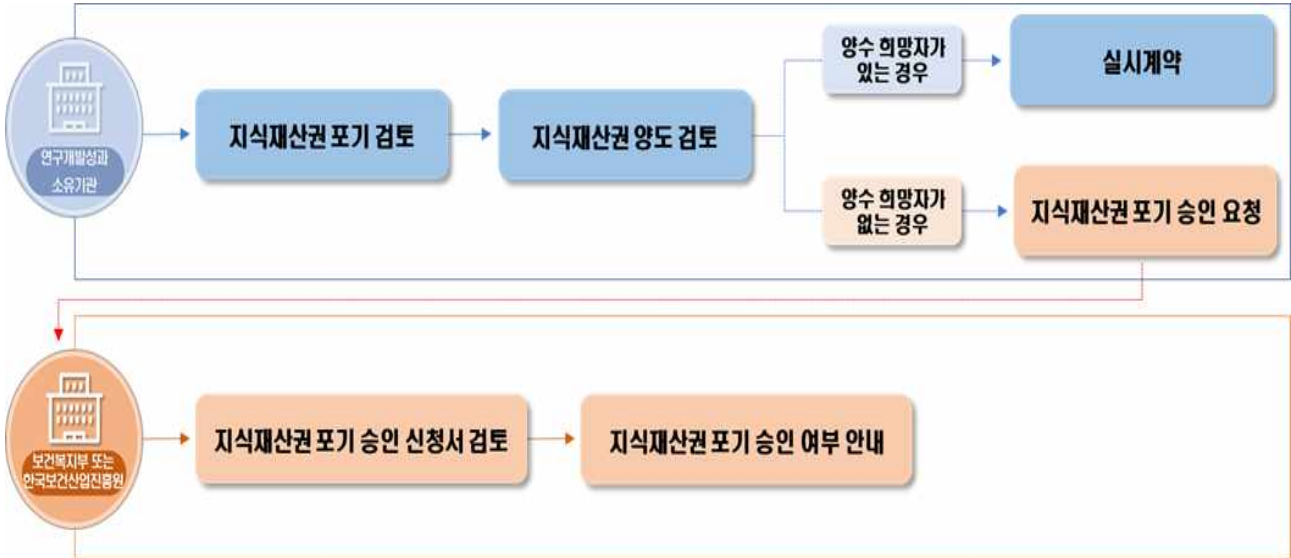 연구개발성과
소유기관
지식재산권 포기 검토
지식재산권 양도 검토
양수 희망자가
있는 경우
실시계약
양수 희망자가
없는 경우
지식재산권 포기 승인 요청
보건복지부 또는
한국보건산업진흥원
지식재산권 포기 승인 신청서 검토
지식재산권 포기 승인 여부 안내